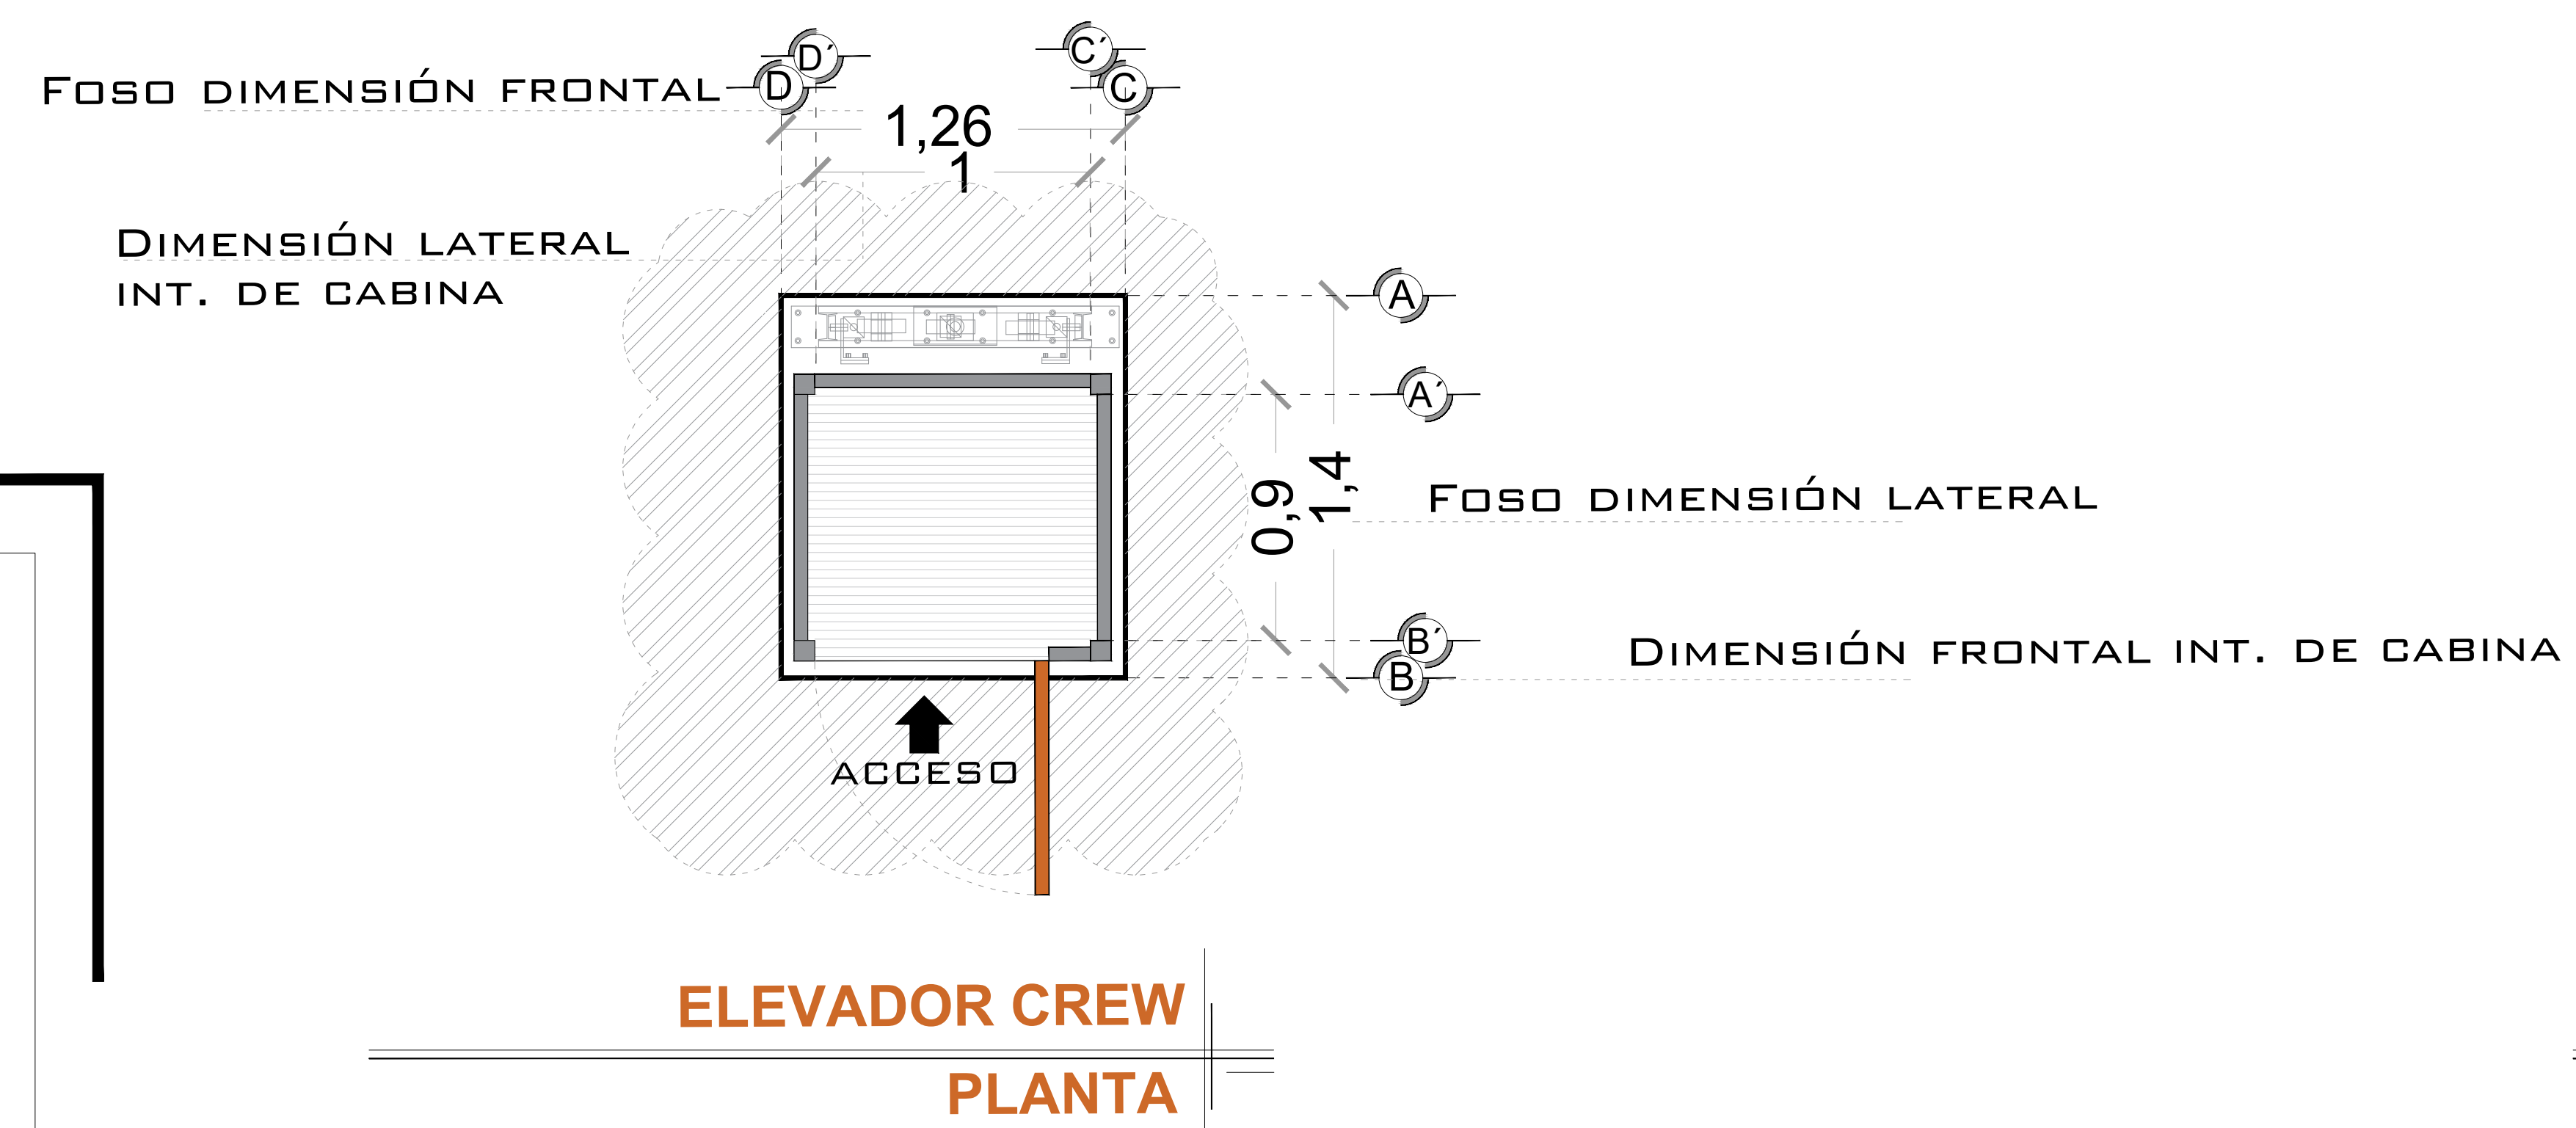 D´
C´
FOSO DIMENSIÓN FRONTAL
D
C
1,26
1
DIMENSIÓN LATERAL
INT. DE CABINA
A
A´
0,9
1,4
FOSO DIMENSIÓN LATERAL
B´
DIMENSIÓN FRONTAL INT. DE CABINA
B
ACCESO
ELEVADOR CREW
PLANTA